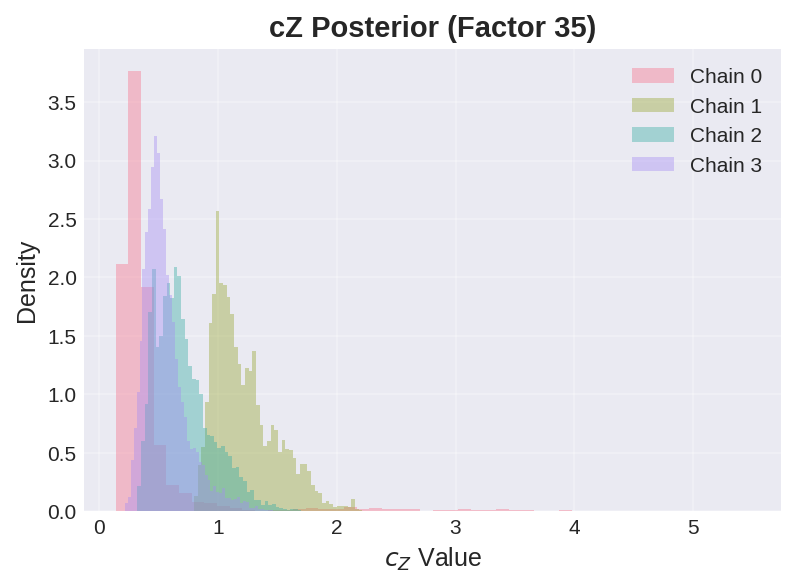 cZ Posterior (Factor 35)
Chain 0
Chain 1
Chain 2
Chain 3
Density
3.5
3.0
2.5
2.0
1.5
1.0
0.5
0.0
0 1 2 3 4 5
c_Z Value